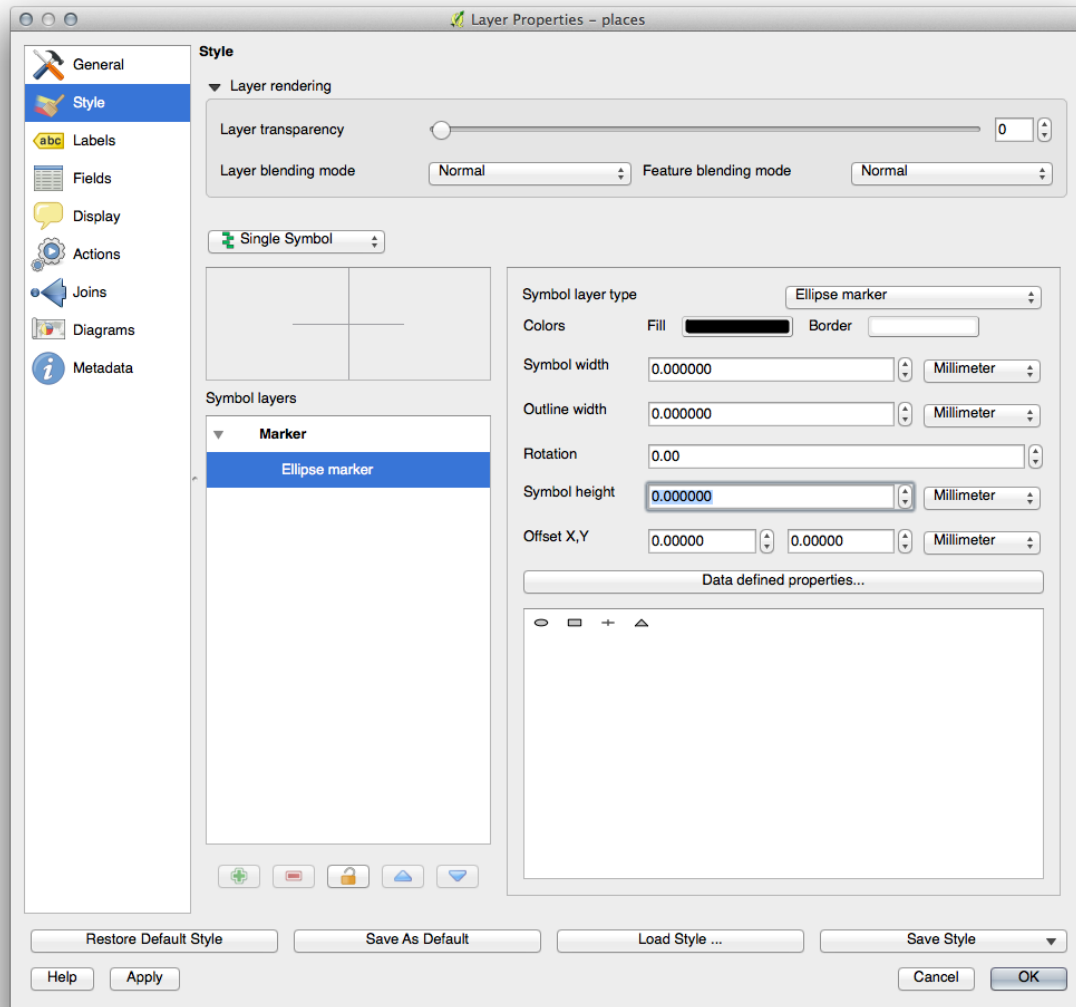 Layer Properties – places
General
Style
Labels
abc
Fields
Display
Actions
Joins
Diagrams
Metadata
Style
Layer rendering
Layer transparency 0
Layer blending mode Normal Feature blending mode Normal
Single Symbol
Symbol layers
Marker
Ellipse marker
Symbol layer type Ellipse marker
Colors Fill Border
Symbol width 0.000000 Millimeter
Outline width 0.000000 Millimeter
Rotation 0.00
Symbol height 0.000000 Millimeter
Offset X,Y 0.00000 0.00000 Millimeter
Data defined properties...
Restore Default Style Save As Default Load Style ... Save Style
Help Apply Cancel OK